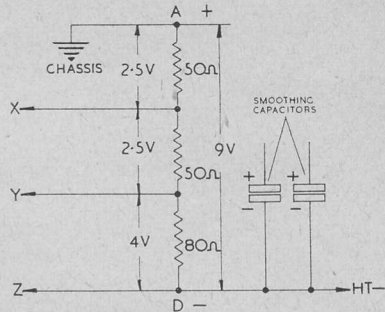 A +
CHASSIS
2·5V
50Ω
X
SMOOTHING
CAPACITORS
2·5V
50Ω
9V
Y
+ +
4V
80Ω
- -
Z
HT-
D -